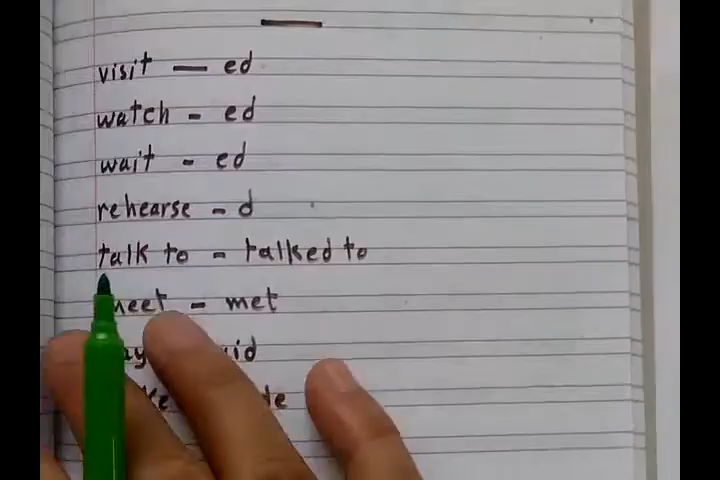 visit — ed
watch - ed
wait - ed
rehearse - d
talk to - talked to
meet - met